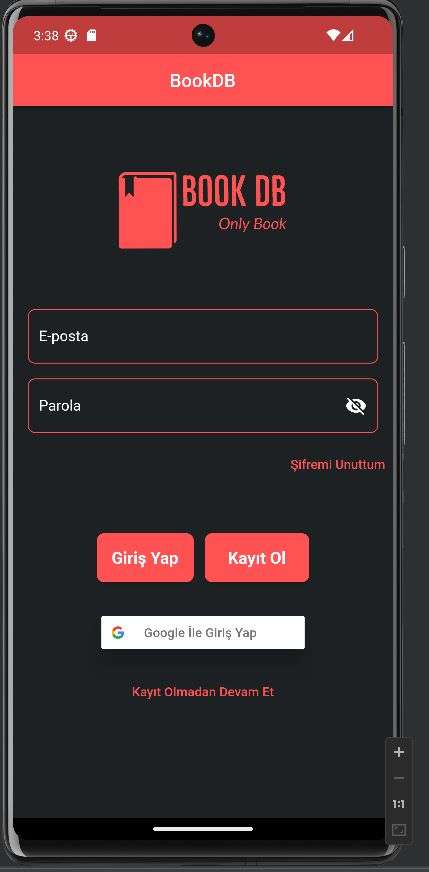 3:38
BookDB
BOOK DB
Only Book
E-posta
Parola
Şifremi Unuttum
Giriş Yap Kayıt Ol
Google İle Giriş Yap
Kayıt Olmadan Devam Et
1:1